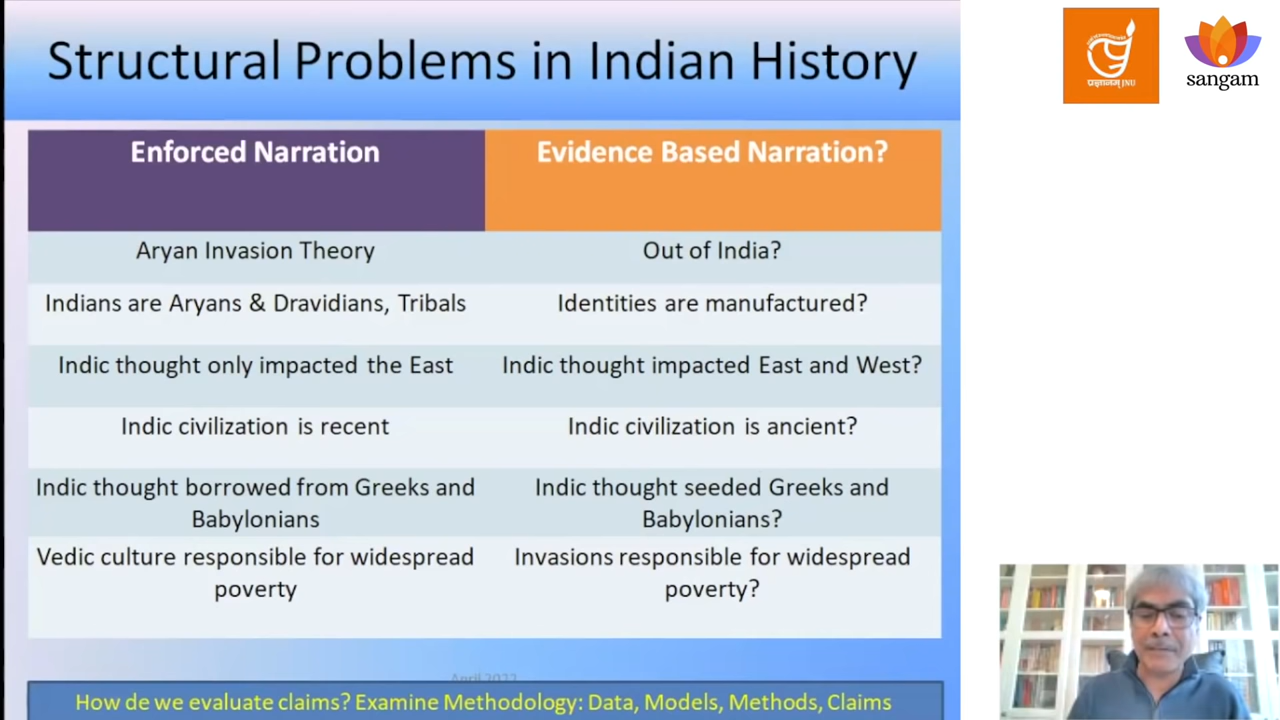 Structural Problems in Indian History
sangam
JNU
Enforced Narration
Evidence Based Narration?
Aryan Invasion Theory
Out of India?
Indians are Aryans & Dravidians, Tribals
Identities are manufactured?
Indic thought only impacted the East
Indic thought impacted East and West?
Indic civilization is recent
Indic civilization is ancient?
Indic thought borrowed from Greeks and
Babylonians
Indic thought seeded Greeks and
Babylonians?
Vedic culture responsible for widespread
poverty
Invasions responsible for widespread
poverty?
April 2022
How de we evaluate claims? Examine Methodology: Data, Models, Methods, Claims